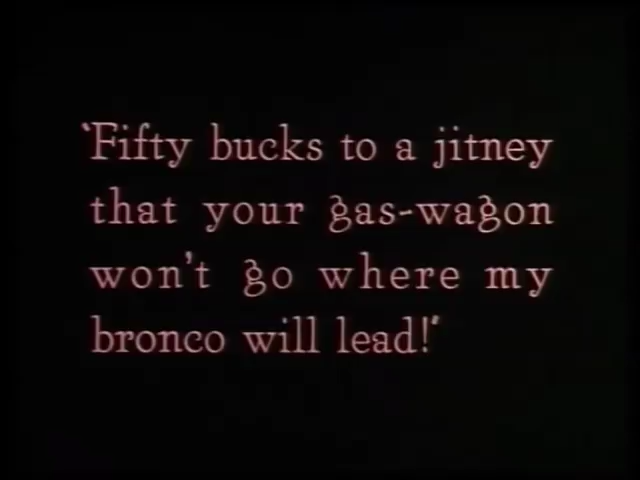 'Fifty bucks to a jitney
that your gas-wagon
won't go where my
bronco will lead!'